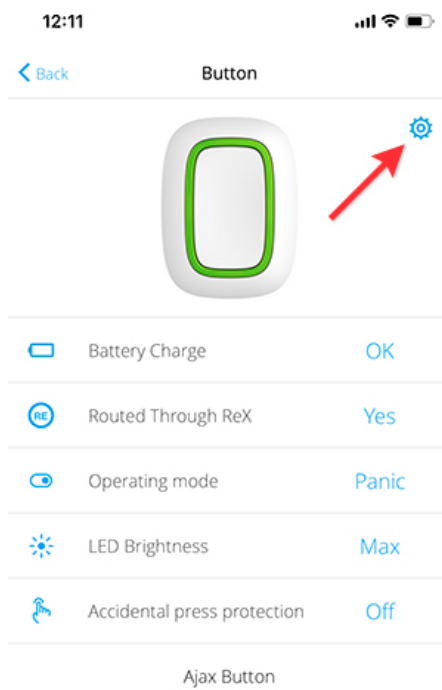 12:11
Back
Button
Battery Charge OK
RE Routed Through ReX Yes
Operating mode Panic
LED Brightness Max
Accidental press protection Off
Ajax Button